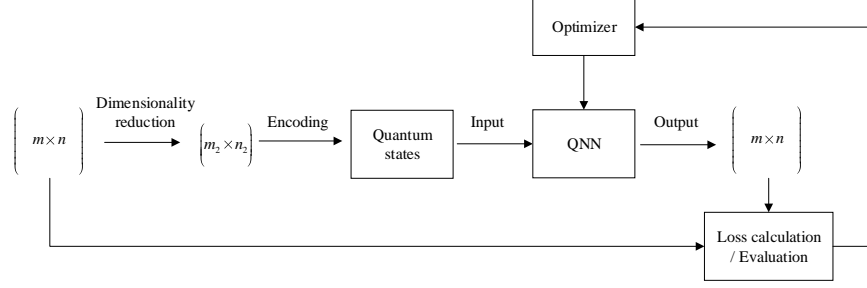 Optimizer
m × n
Dimensionality
reduction
m₂ × n₂
Encoding
Quantum
states
Input
QNN
Output
m × n
Loss calculation
/ Evaluation